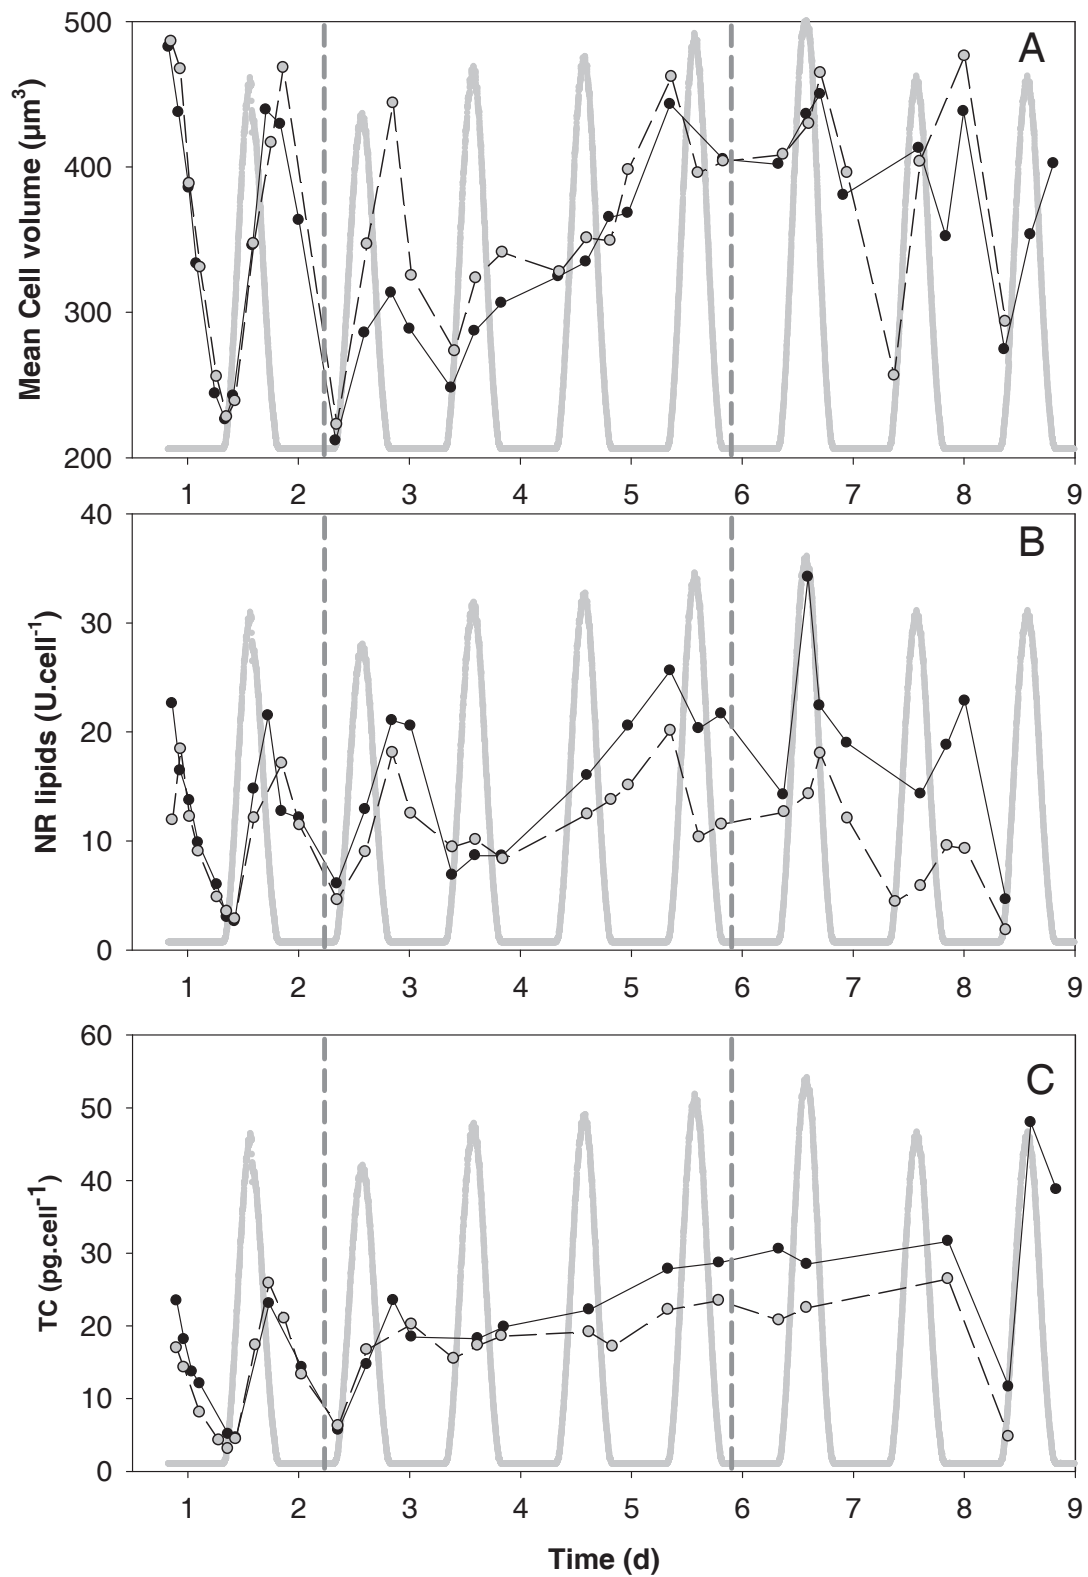 A
Mean Cell volume (µm³)
500
400
300
200
1 2 3 4 5 6 7 8 9
B
NR lipids (U.cell⁻¹)
40
30
20
10
0
1 2 3 4 5 6 7 8 9
C
TC (pg.cell⁻¹)
60
50
40
30
20
10
0
1 2 3 4 5 6 7 8 9
Time (d)